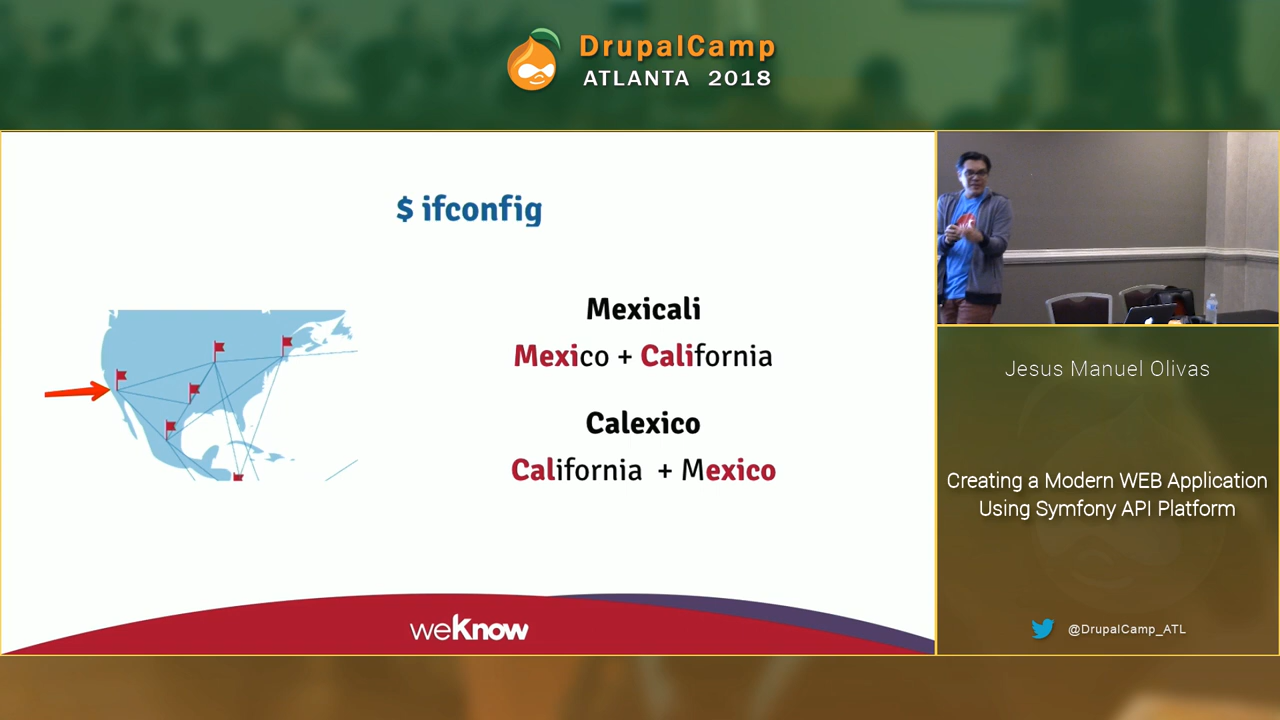 DrupalCamp
ATLANTA 2018
$ ifconfig
Mexicali
Mexico + California
Calexico
California + Mexico
weKnow
Jesus Manuel Olivas
Creating a Modern WEB Application
Using Symfony API Platform
@DrupalCamp_ATL